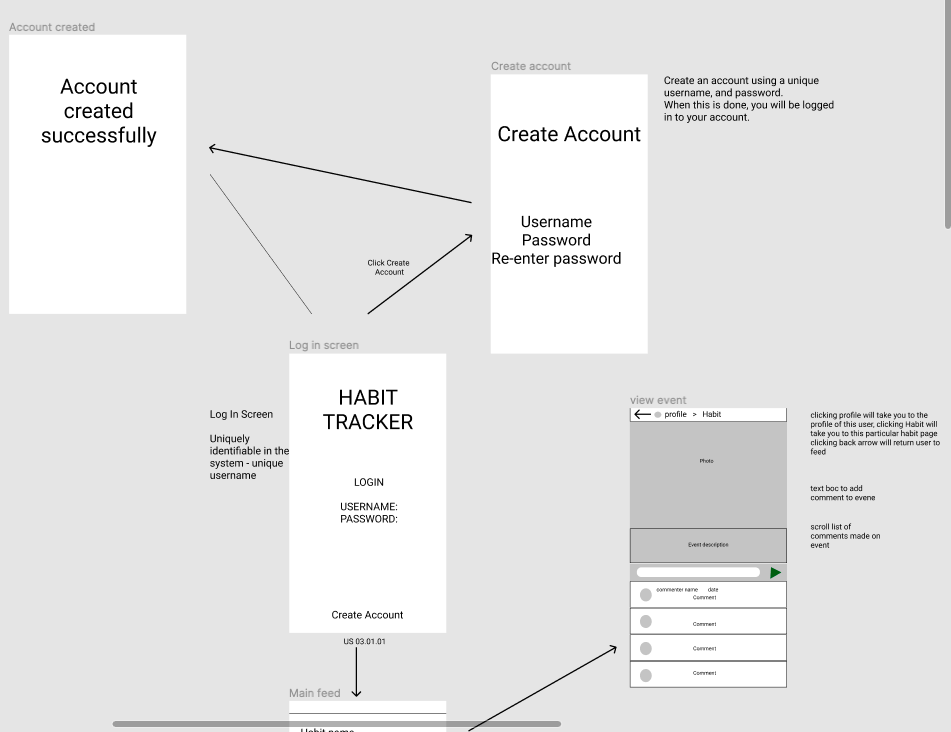 Account created
Account
created
successfully
Create account
Create Account
Username
Password
Re-enter password
Create an account using a unique
username, and password.
When this is done, you will be logged
in to your account.
Click Create
Account
Log in screen
HABIT
TRACKER
LOGIN
USERNAME:
PASSWORD:
Create Account
Log In Screen
Uniquely
identifiable in the
system - unique
username
US 03.01.01
Main feed
view event
profile > Habit
Photo
Event description
commenter name date
Comment
Comment
Comment
Comment
clicking profile will take you to the
profile of this user, clicking Habit will
take you to this particular habit page
clicking back arrow will return user to
feed
text boc to add
comment to evene
scroll list of
comments made on
event
Habit name